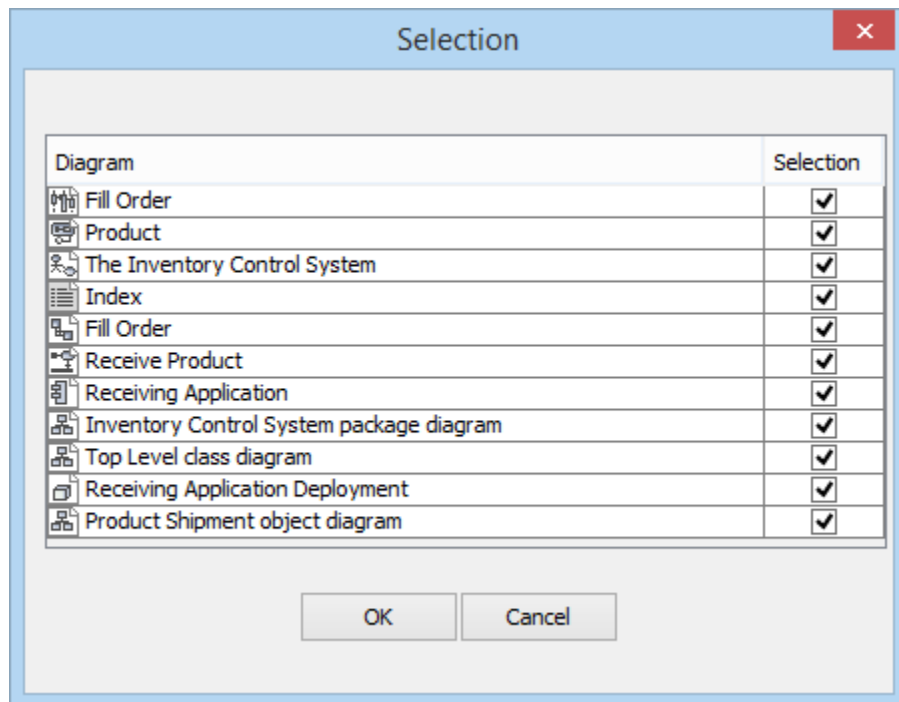 Selection
Diagram Selection
Fill Order
Product
The Inventory Control System
Index
Fill Order
Receive Product
Receiving Application
Inventory Control System package diagram
Top Level class diagram
Receiving Application Deployment
Product Shipment object diagram
OK Cancel